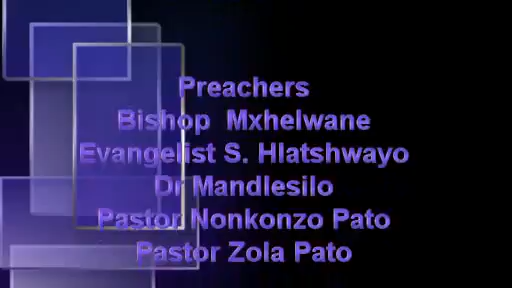 Preachers
Bishop  Mxhelwane
Evangelist S. Hlatshwayo
Dr Mandlesilo
Pastor Nonkonzo Pato
Pastor Zola Pato